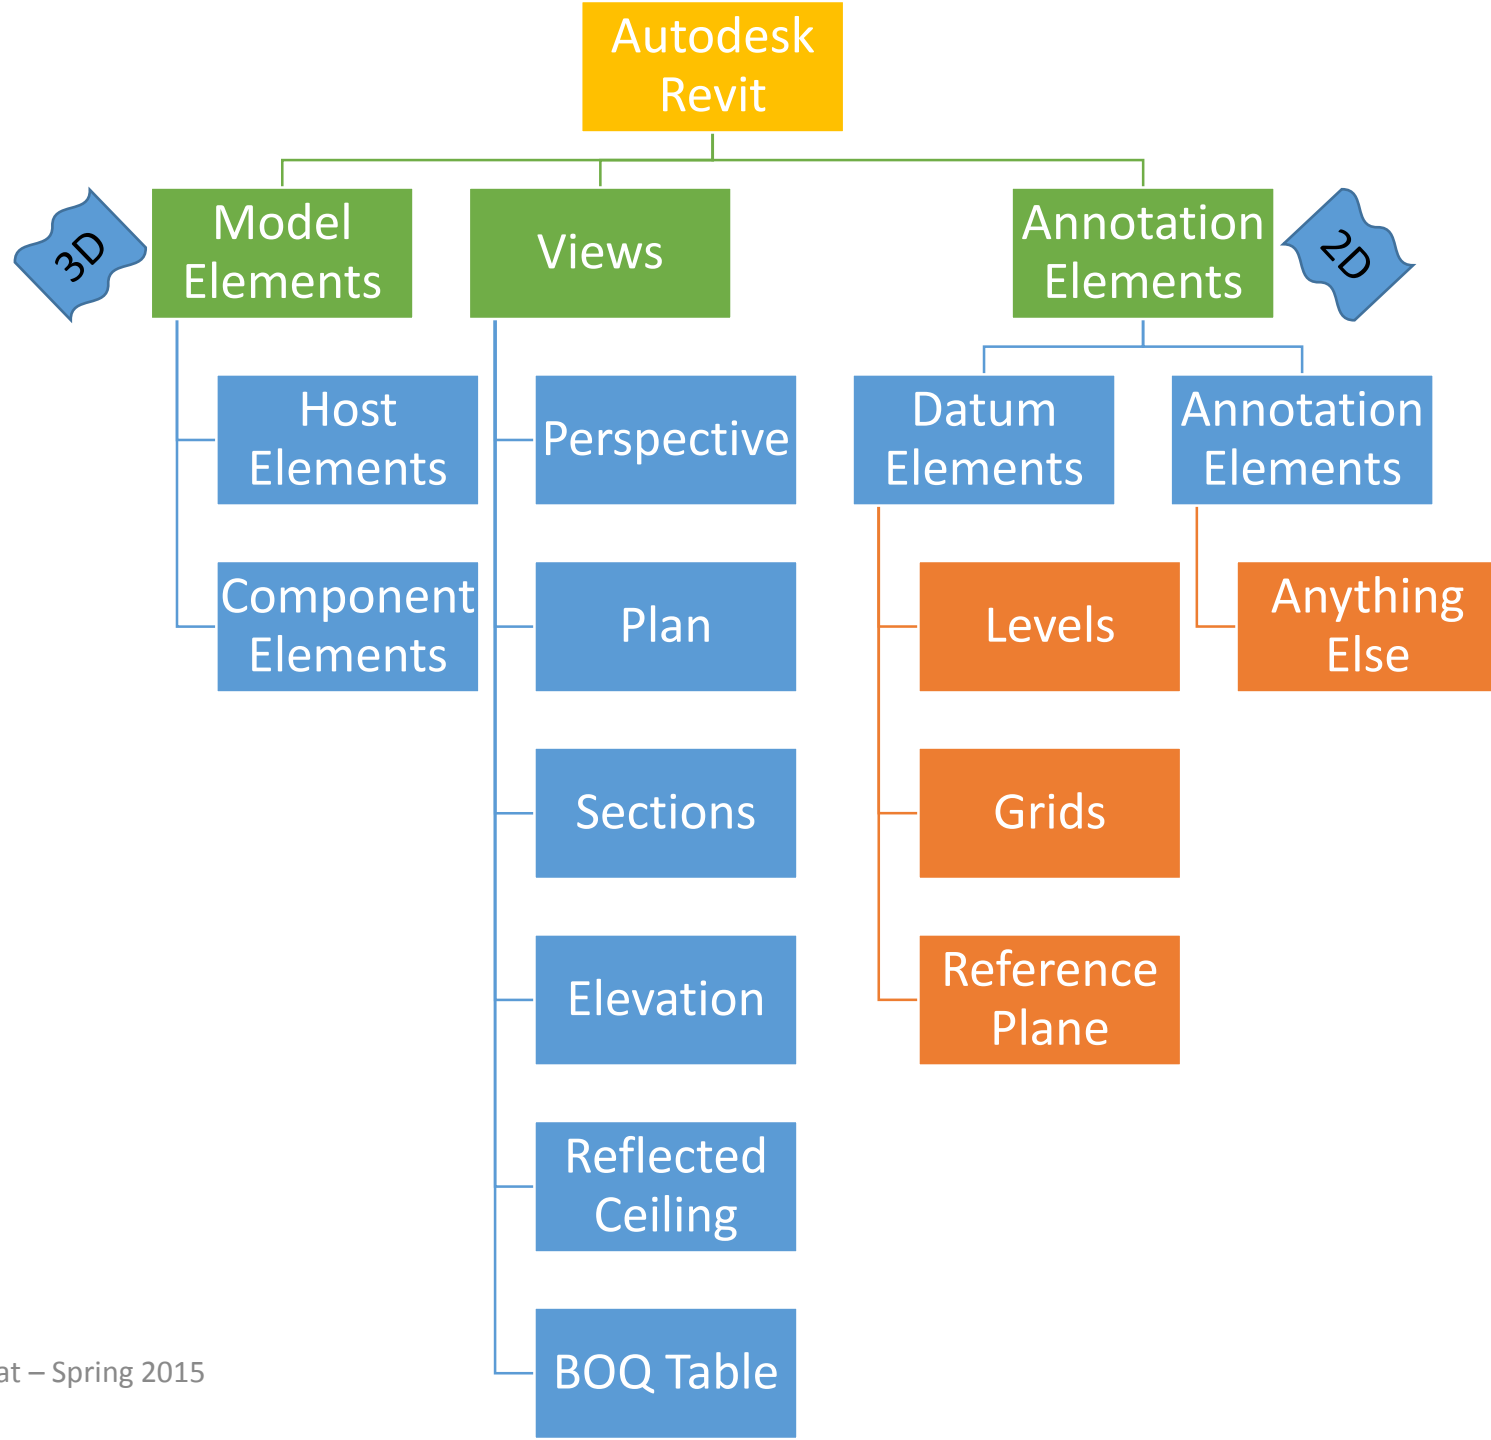 Autodesk
Revit
3D
Model
Elements
Views
Annotation
Elements
2D
Host
Elements
Perspective
Datum
Elements
Annotation
Elements
Component
Elements
Plan
Levels
Anything
Else
Sections
Grids
Elevation
Reference
Plane
Reflected
Ceiling
BOQ Table
at – Spring 2015